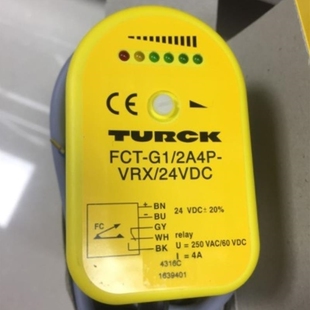 CE
TURCK
FCT-G1/2A4P-
VRX/24VDC
+ BN
- BU
24 VDC ± 20%
FC
GY
WH relay
BK
U = 250 VAC/60 VDC
I = 4A
4316C
1639401